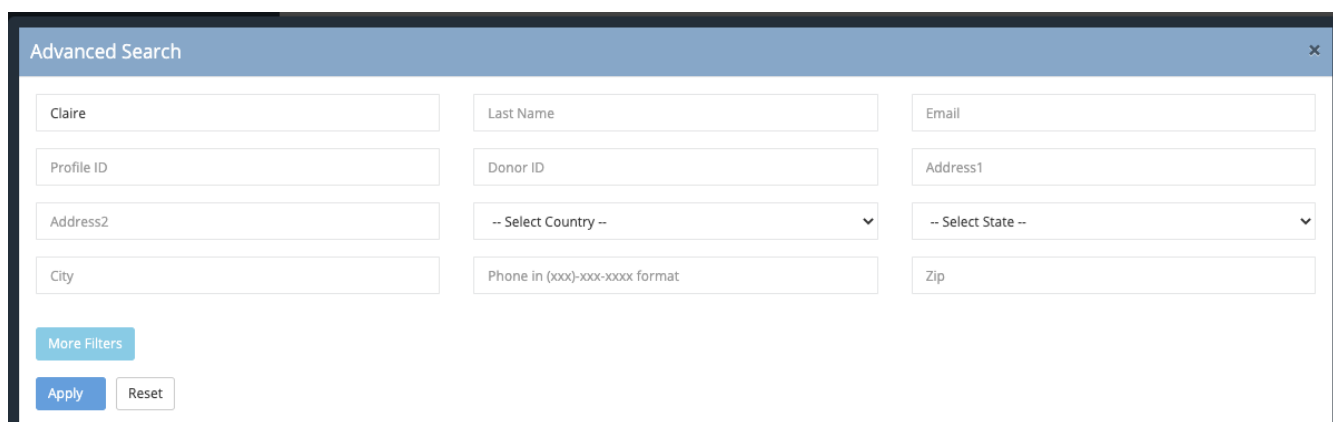 Advanced Search ×
Claire Last Name Email
Profile ID Donor ID Address1
Address2 -- Select Country -- -- Select State --
City Phone in (xxx)-xxx-xxxx format Zip
More Filters
Apply Reset